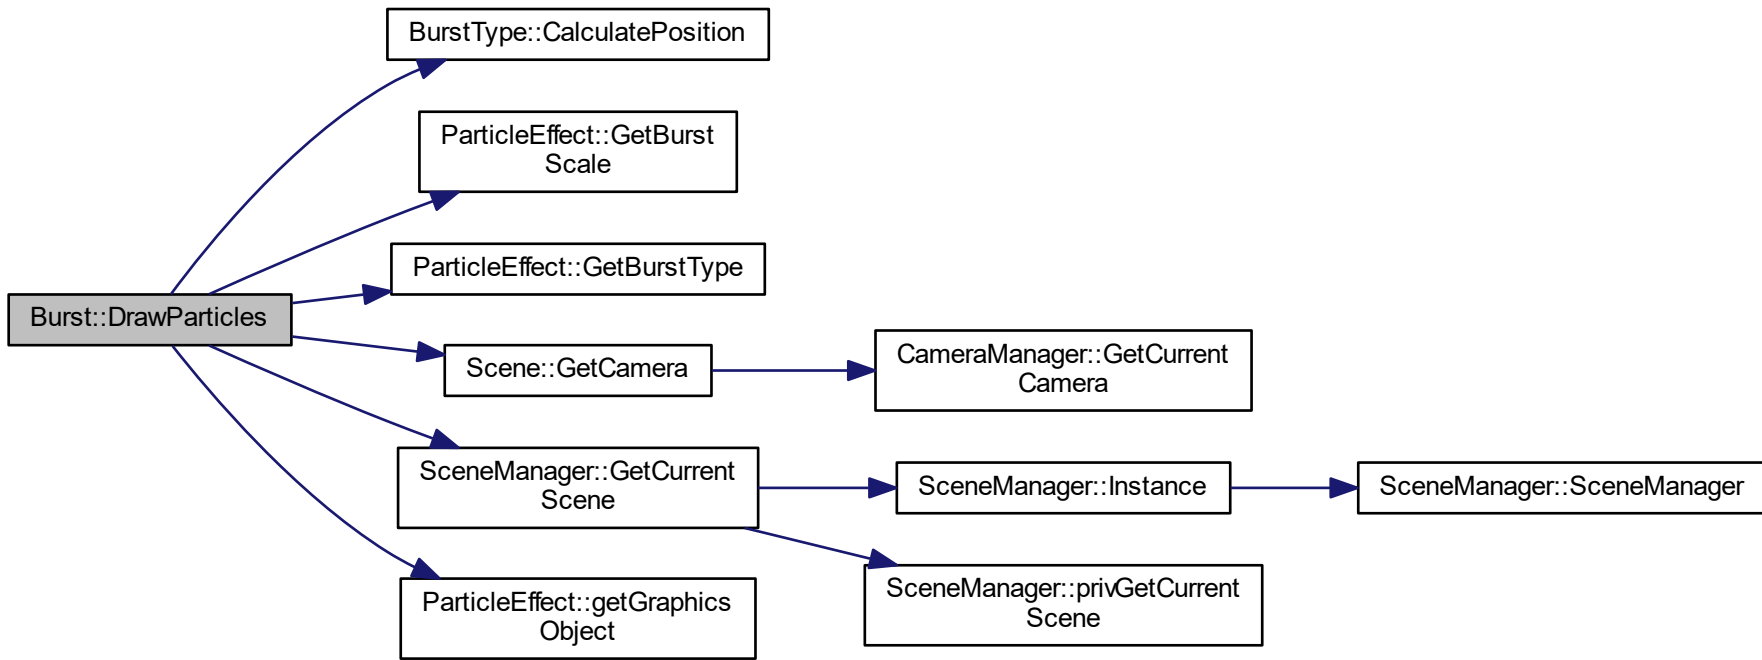 BurstType::CalculatePosition
ParticleEffect::GetBurst
Scale
ParticleEffect::GetBurstType
Burst::DrawParticles
Scene::GetCamera
CameraManager::GetCurrent
Camera
SceneManager::GetCurrent
Scene
SceneManager::Instance
SceneManager::SceneManager
SceneManager::privGetCurrent
Scene
ParticleEffect::getGraphics
Object